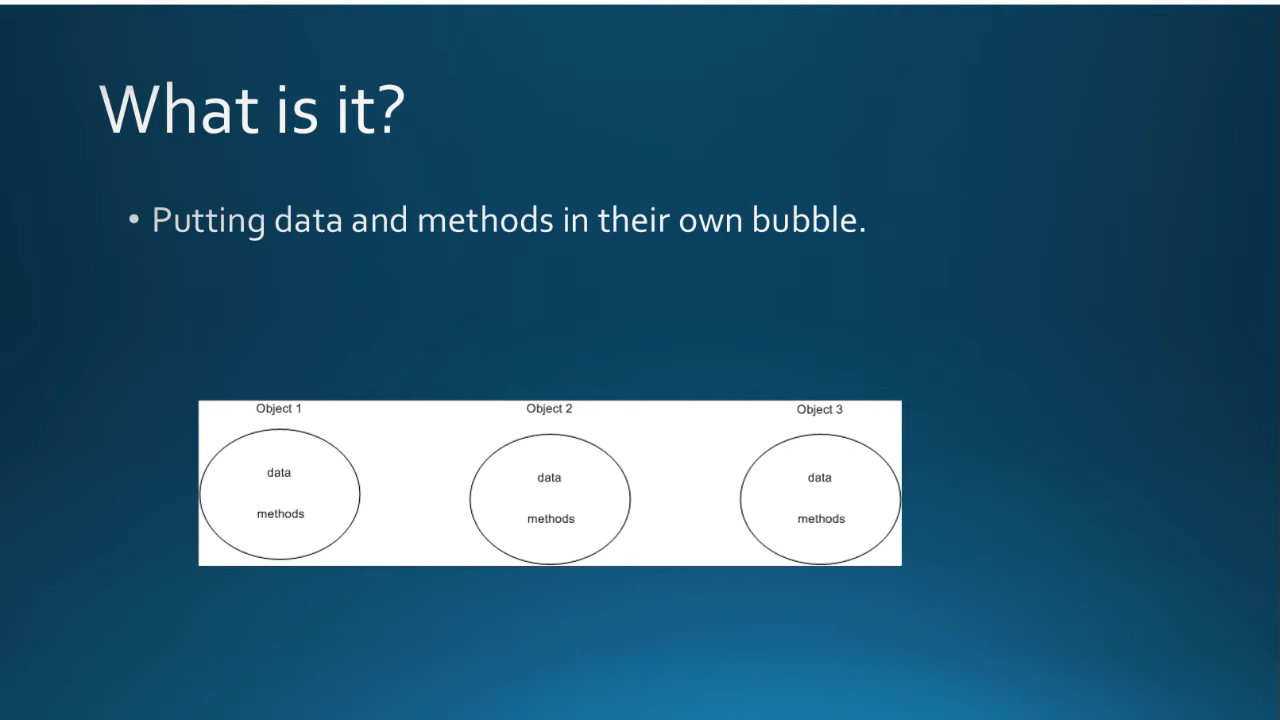 What is it?
• Putting data and methods in their own bubble.
Object 1 Object 2 Object 3
data data data
methods methods methods